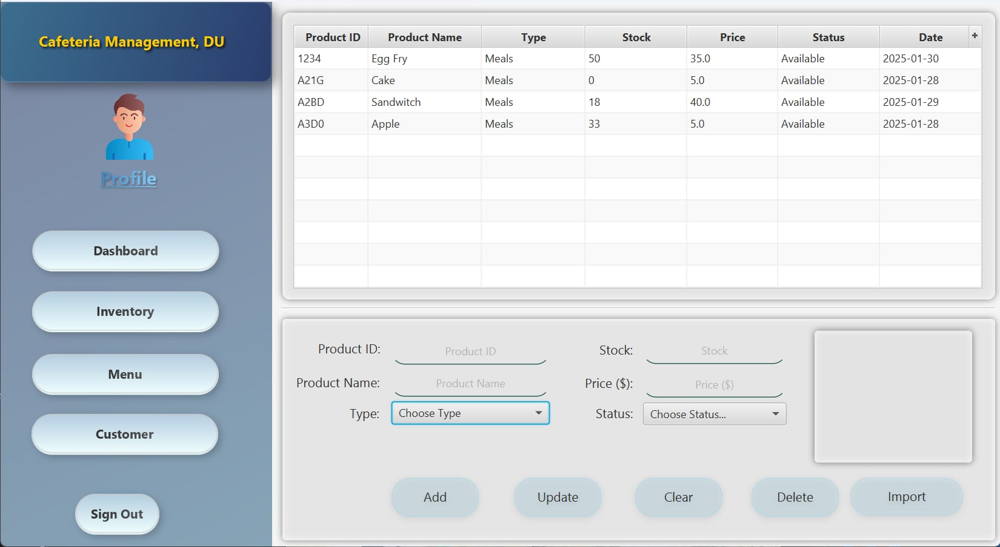 Cafeteria Management, DU
Profile
Dashboard
Inventory
Menu
Customer
Sign Out
Product ID Product Name Type Stock Price Status Date +
1234 Egg Fry Meals 50 35.0 Available 2025-01-30
A21G Cake Meals 0 5.0 Available 2025-01-28
A2BD Sandwitch Meals 18 40.0 Available 2025-01-29
A3D0 Apple Meals 33 5.0 Available 2025-01-28
Product ID: Product ID Stock: Stock
Product Name: Product Name Price ($): Price ($)
Type: Choose Type Status: Choose Status...
Add Update Clear Delete Import